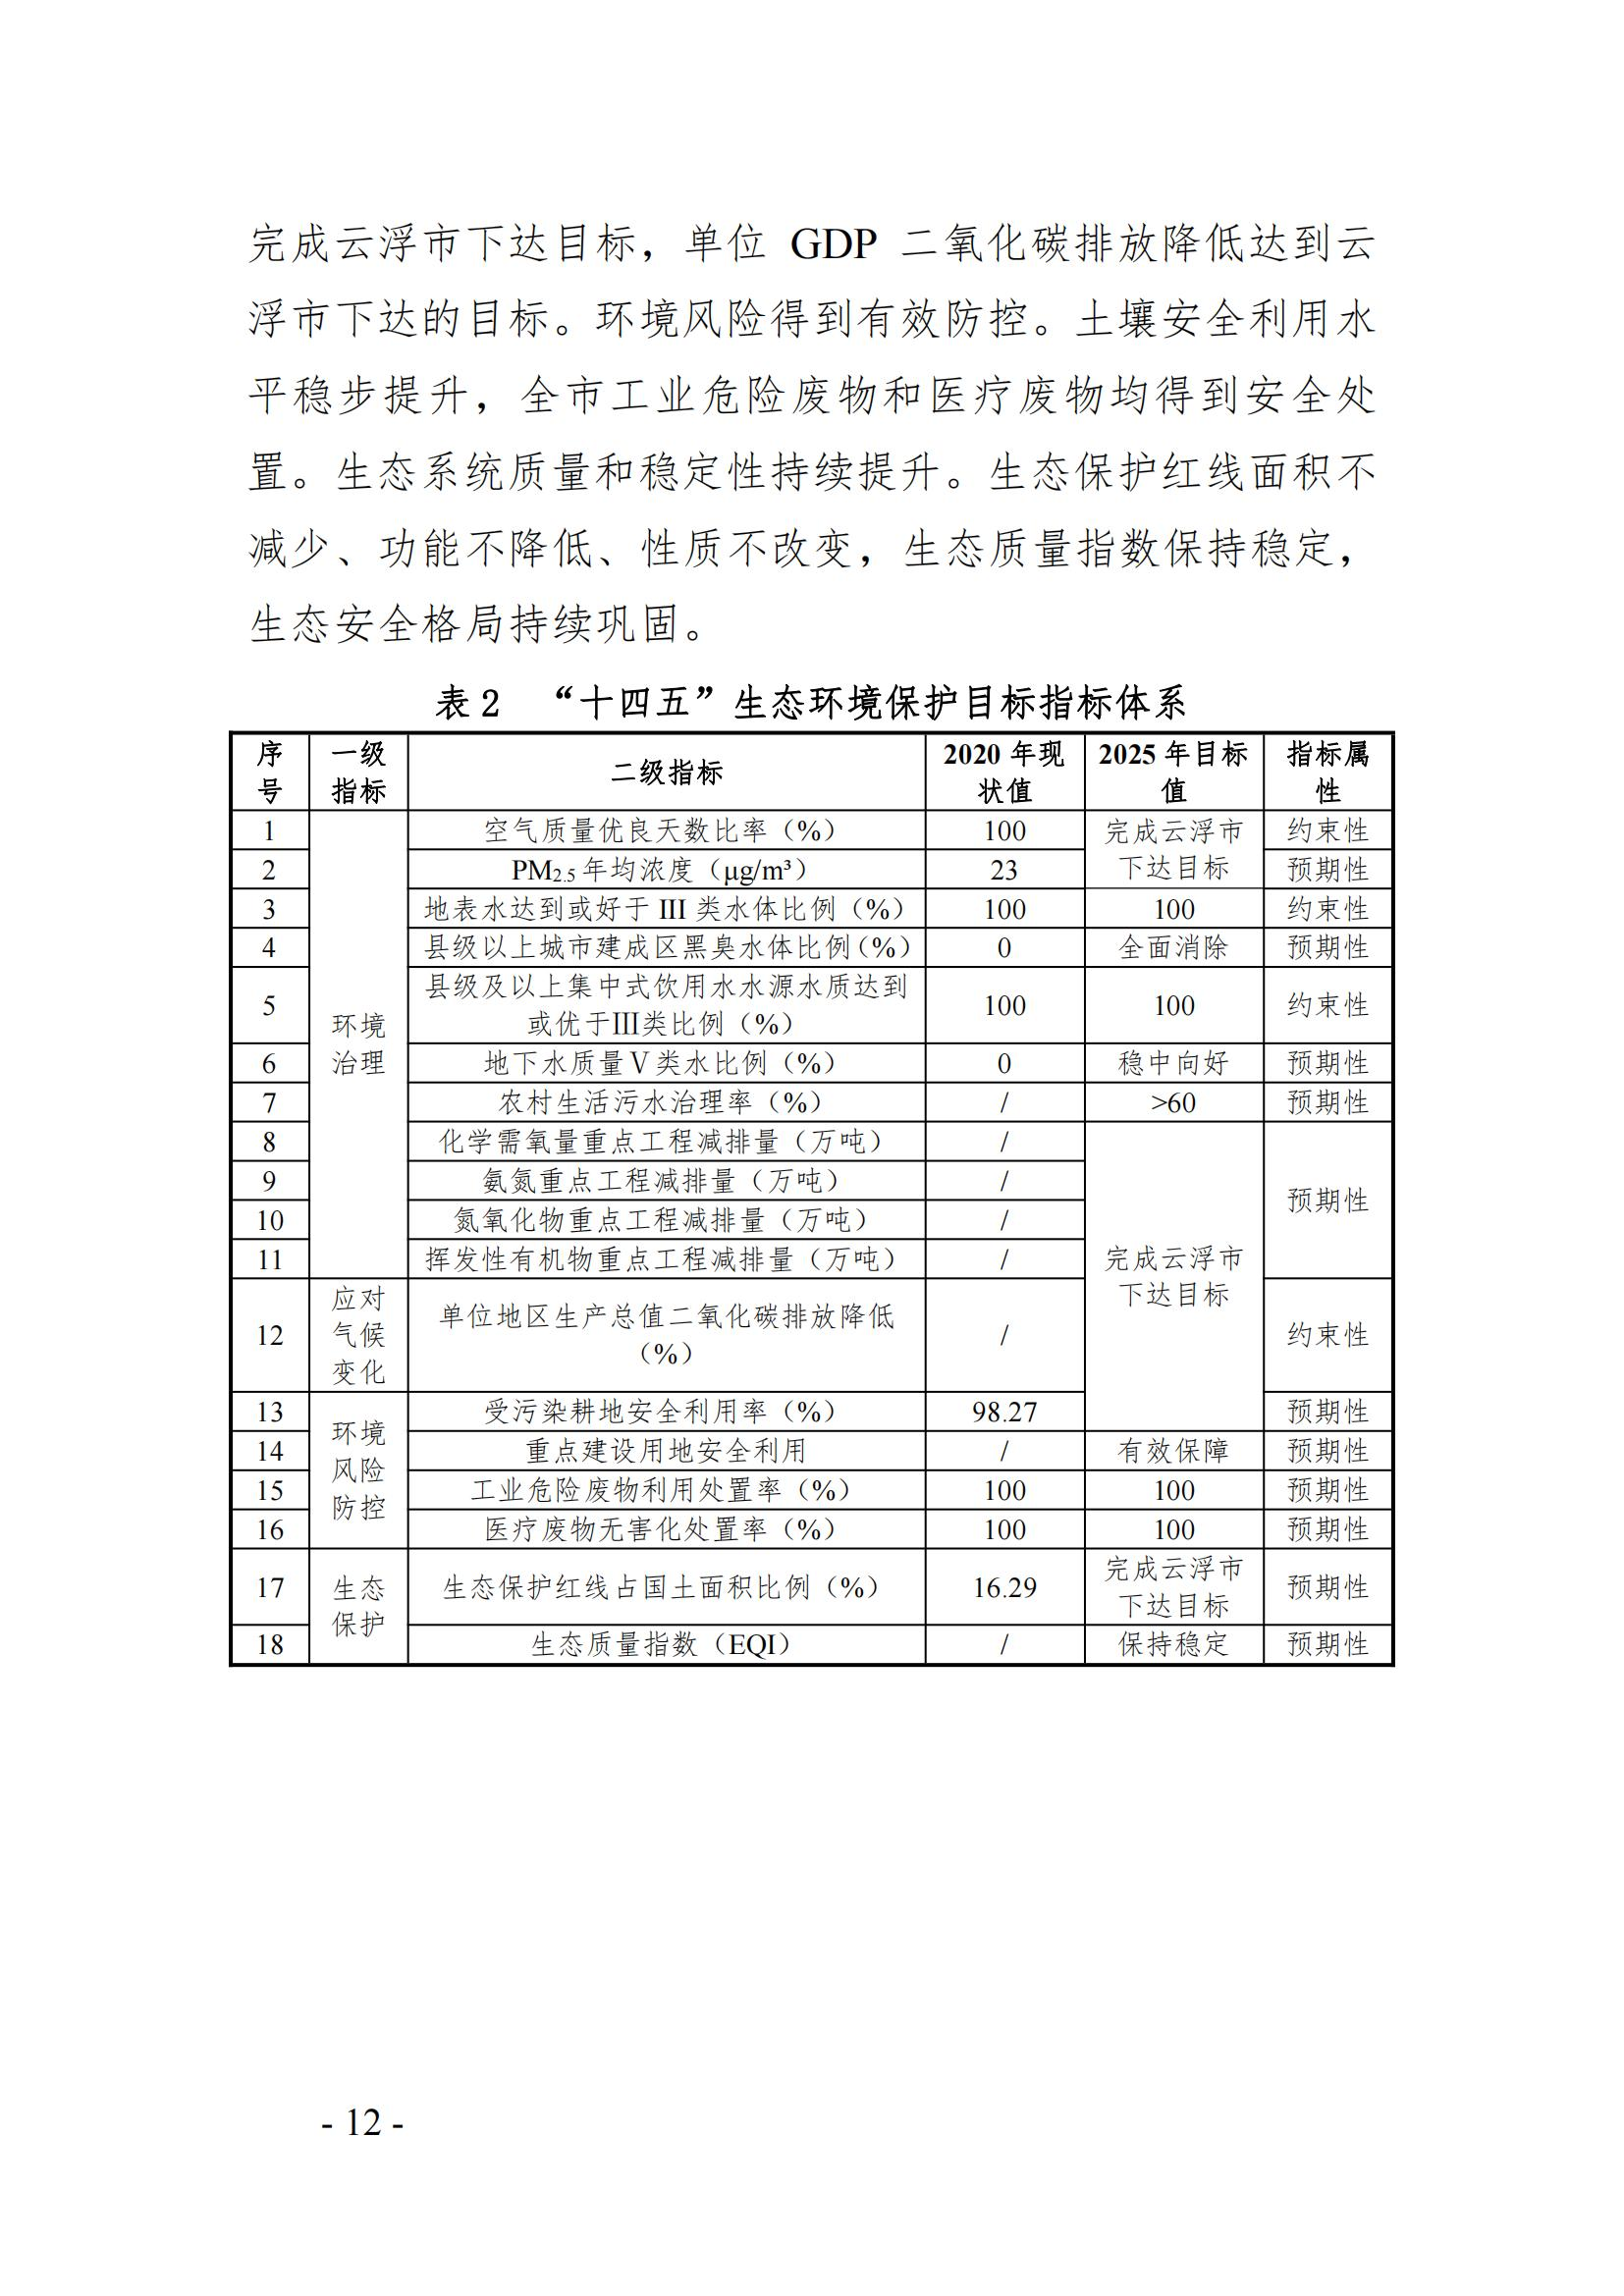 完成云浮市下达目标，单位 GDP 二氧化碳排放降低达到云
浮市下达的目标。环境风险得到有效防控。土壤安全利用水
平稳步提升，全市工业危险废物和医疗废物均得到安全处
置。生态系统质量和稳定性持续提升。生态保护红线面积不
减少、功能不降低、性质不改变，生态质量指数保持稳定，
生态安全格局持续巩固。
表 2 “十四五”生态环境保护目标指标体系
序号 一级指标 二级指标 2020 年现状值 2025 年目标值 指标属性
1 环境治理 空气质量优良天数比率（%） 100 完成云浮市下达目标 约束性
2 PM2.5 年均浓度（μg/m³） 23 预期性
3 地表水达到或好于 III 类水体比例（%） 100 100 约束性
4 县级以上城市建成区黑臭水体比例（%） 0 全面消除 预期性
5 县级及以上集中式饮用水水源水质达到或优于Ⅲ类比例（%） 100 100 约束性
6 地下水质量Ⅴ类水比例（%） 0 稳中向好 预期性
7 农村生活污水治理率（%） / >60 预期性
8 化学需氧量重点工程减排量（万吨） / 完成云浮市下达目标 预期性
9 氨氮重点工程减排量（万吨） /
10 氮氧化物重点工程减排量（万吨） /
11 挥发性有机物重点工程减排量（万吨） /
12 应对气候变化 单位地区生产总值二氧化碳排放降低（%） / 约束性
13 环境风险防控 受污染耕地安全利用率（%） 98.27 预期性
14 重点建设用地安全利用 / 有效保障 预期性
15 工业危险废物利用处置率（%） 100 100 预期性
16 医疗废物无害化处置率（%） 100 100 预期性
17 生态保护 生态保护红线占国土面积比例（%） 16.29 完成云浮市下达目标 预期性
18 生态质量指数（EQI） / 保持稳定 预期性
- 12 -